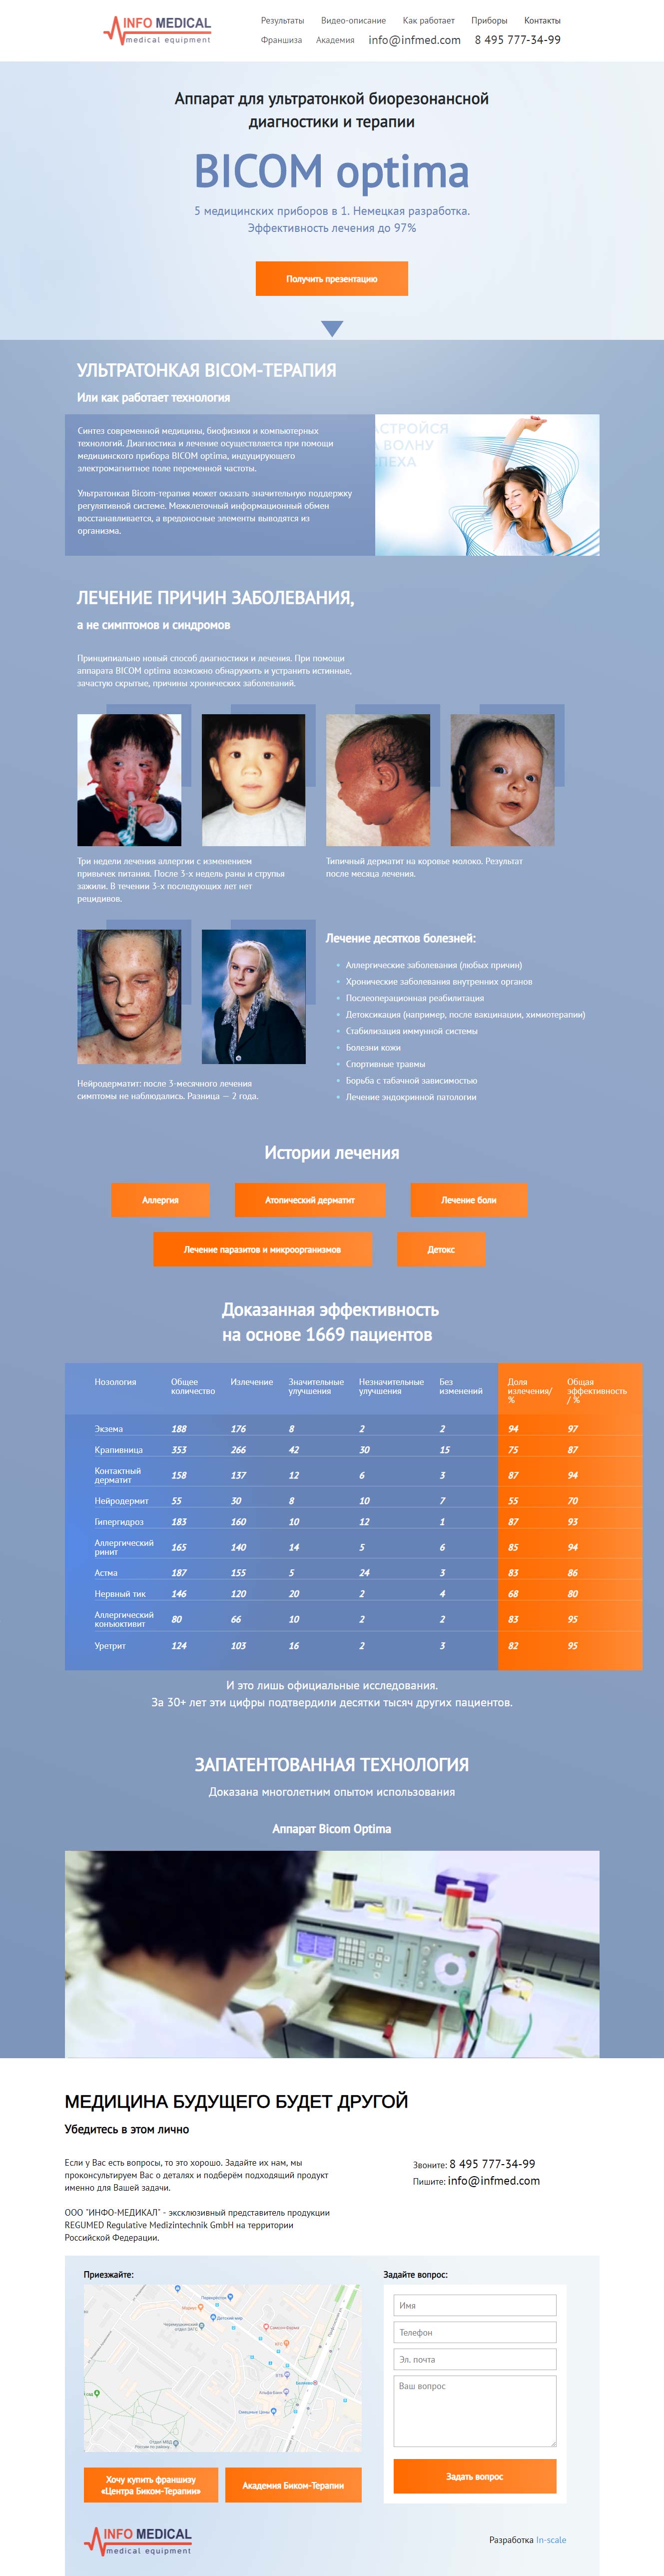 INFO MEDICAL
medical equipment
Результаты Видео-описание Как работает Приборы Контакты
Франшиза Академия info@infmed.com 8 495 777-34-99
Аппарат для ультратонкой биорезонансной
диагностики и терапии
BICOM optima
5 медицинских приборов в 1. Немецкая разработка.
Эффективность лечения до 97%
Получить презентацию
УЛЬТРАТОНКАЯ BICOM-ТЕРАПИЯ
Или как работает технология
Синтез современной медицины, биофизики и компьютерных
технологий. Диагностика и лечение осуществляется при помощи
медицинского прибора BICOM optima, индуцирующего
электромагнитное поле переменной частоты.
Ультратонкая Bicom-терапия может оказать значительную поддержку
регулятивной системе. Межклеточный информационный обмен
восстанавливается, а вредоносные элементы выводятся из
организма.
АСТРОЙСЯ
А ВОЛНУ
ПЕХА
ЛЕЧЕНИЕ ПРИЧИН ЗАБОЛЕВАНИЯ,
а не симптомов и синдромов
Принципиально новый способ диагностики и лечения. При помощи
аппарата BICOM optima возможно обнаружить и устранить истинные,
зачастую скрытые, причины хронических заболеваний.
Три недели лечения аллергии с изменением
привычек питания. После 3-х недель раны и струпья
зажили. В течении 3-х последующих лет нет
рецидивов.
Типичный дерматит на коровье молоко. Результат
после месяца лечения.
Нейродерматит: после 3-месячного лечения
симптомы не наблюдались. Разница — 2 года.
Лечение десятков болезней:
Аллергические заболевания (любых причин)
Хронические заболевания внутренних органов
Послеоперационная реабилитация
Детоксикация (например, после вакцинации, химиотерапии)
Стабилизация иммунной системы
Болезни кожи
Спортивные травмы
Борьба с табачной зависимостью
Лечение эндокринной патологии
Истории лечения
Аллергия Атопический дерматит Лечение боли
Лечение паразитов и микроорганизмов Детокс
Доказанная эффективность
на основе 1669 пациентов
Нозология Общее количество Излечение Значительные улучшения Незначительные улучшения Без изменений Доля излечения/ % Общая эффективность / %
Экзема 188 176 8 2 2 94 97
Крапивница 353 266 42 30 15 75 87
Контактный дерматит 158 137 12 6 3 87 94
Нейродермит 55 30 8 10 7 55 70
Гипергидроз 183 160 10 12 1 87 93
Аллергический ринит 165 140 14 5 6 85 94
Астма 187 155 5 24 3 83 86
Нервный тик 146 120 20 2 4 68 80
Аллергический конъюктивит 80 66 10 2 2 83 95
Уретрит 124 103 16 2 3 82 95
И это лишь официальные исследования.
За 30+ лет эти цифры подтвердили десятки тысяч других пациентов.
ЗАПАТЕНТОВАННАЯ ТЕХНОЛОГИЯ
Доказана многолетним опытом использования
Аппарат Bicom Optima
МЕДИЦИНА БУДУЩЕГО БУДЕТ ДРУГОЙ
Убедитесь в этом лично
Если у Вас есть вопросы, то это хорошо. Задайте их нам, мы
проконсультируем Вас о деталях и подберём подходящий продукт
именно для Вашей задачи.
ООО "ИНФО-МЕДИКАЛ" - эксклюзивный представитель продукции
REGUMED Regulative Medizintechnik GmbH на территории
Российской Федерации.
Звоните: 8 495 777-34-99
Пишите: info@infmed.com
Приезжайте:
Задайте вопрос:
Имя
Телефон
Эл. почта
Ваш вопрос
Задать вопрос
Хочу купить франшизу
«Центра Биком-Терапии»
Академия Биком-Терапии
INFO MEDICAL
medical equipment
Разработка In-scale